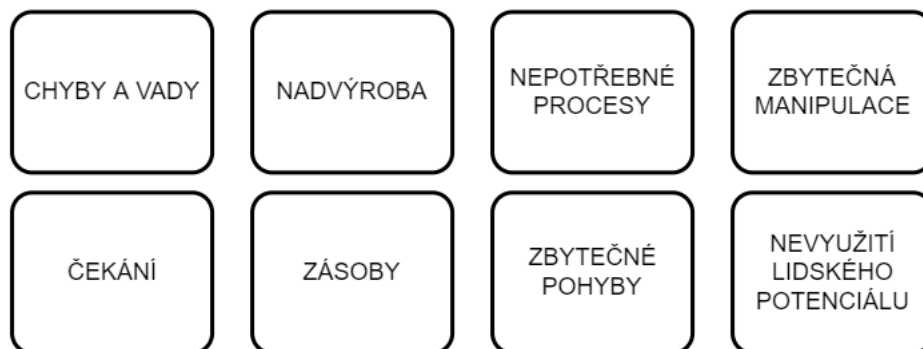 CHYBY A VADY
NADVÝROBA
NEPOTŘEBNÉ
PROCESY
ZBYTEČNÁ
MANIPULACE
ČEKÁNÍ
ZÁSOBY
ZBYTEČNÉ
POHYBY
NEVYUŽITÍ
LIDSKÉHO
POTENCIÁLU